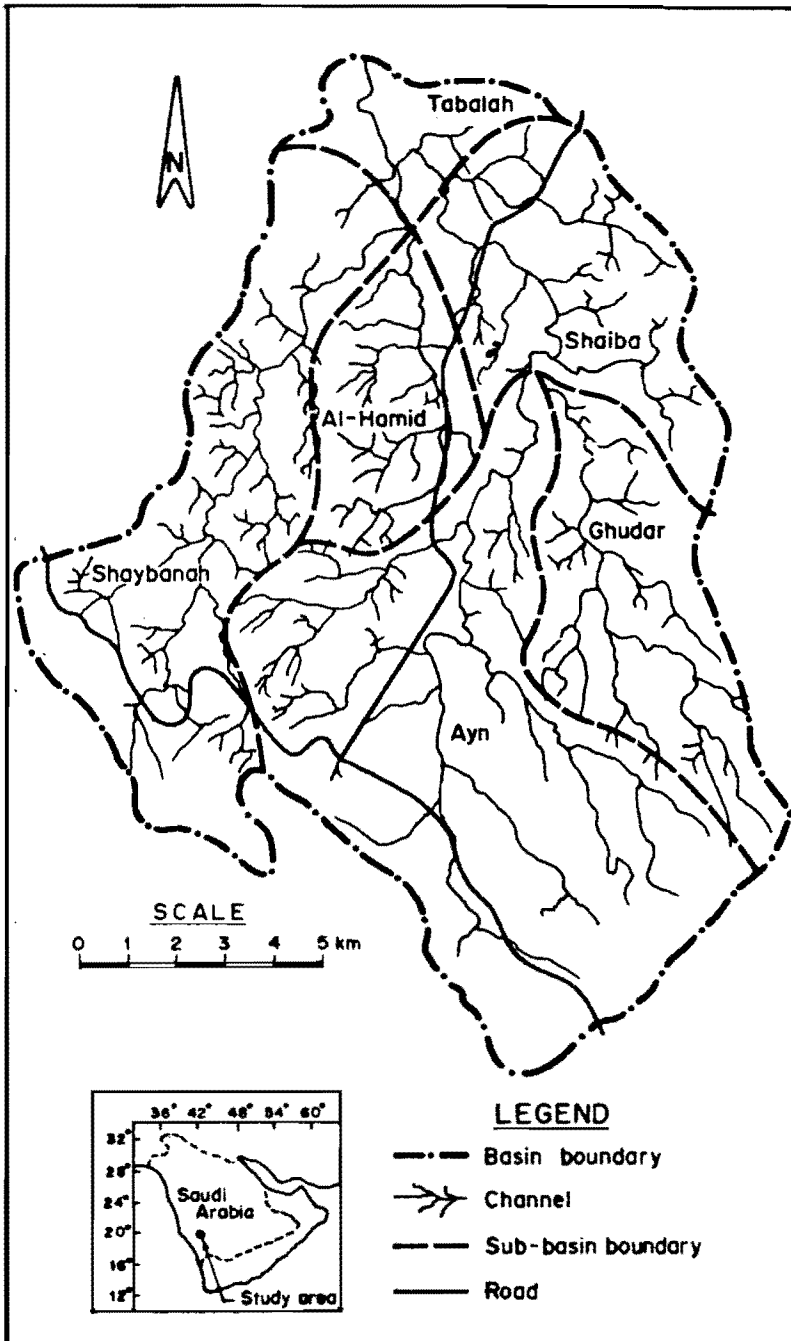 Tabalah
N
Shaiba
Al-Hamid
Ghudar
Shaybanah
Ayn
SCALE
0 1 2 3 4 5 km
36° 42° 48° 54° 60°
32°
28°
24°
20°
16°
12°
Saudi
Arabia
Study area
LEGEND
Basin boundary
Channel
Sub-basin boundary
Road